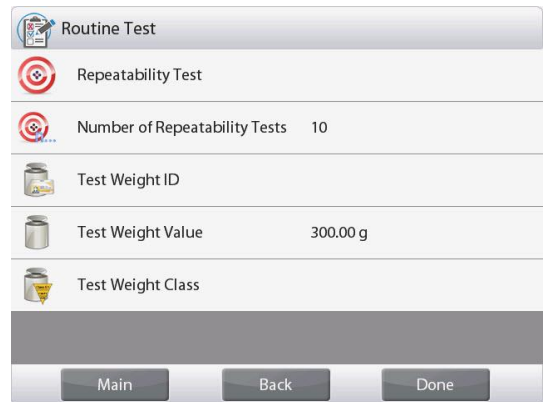 Routine Test
Repeatability Test
Number of Repeatability Tests 10
Test Weight ID
Test Weight Value 300.00 g
Test Weight Class
Main Back Done